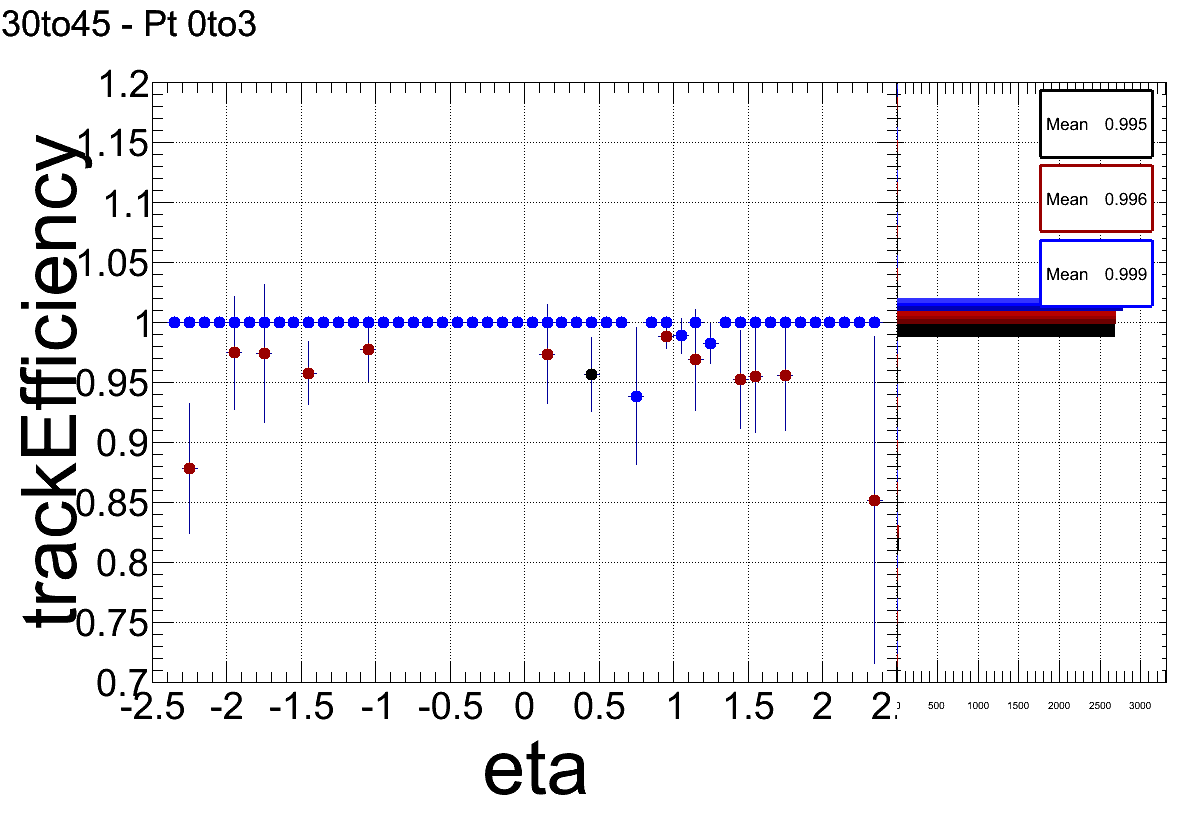 30to45 - Pt 0to3
trackEfficiency
1.2
1.15
1.1
1.05
1
0.95
0.9
0.85
0.8
0.75
0.7
-2.5 -2 -1.5 -1 -0.5 0 0.5 1 1.5 2 2.
eta
Mean 0.995
Mean 0.996
Mean 0.999
0 500 1000 1500 2000 2500 3000